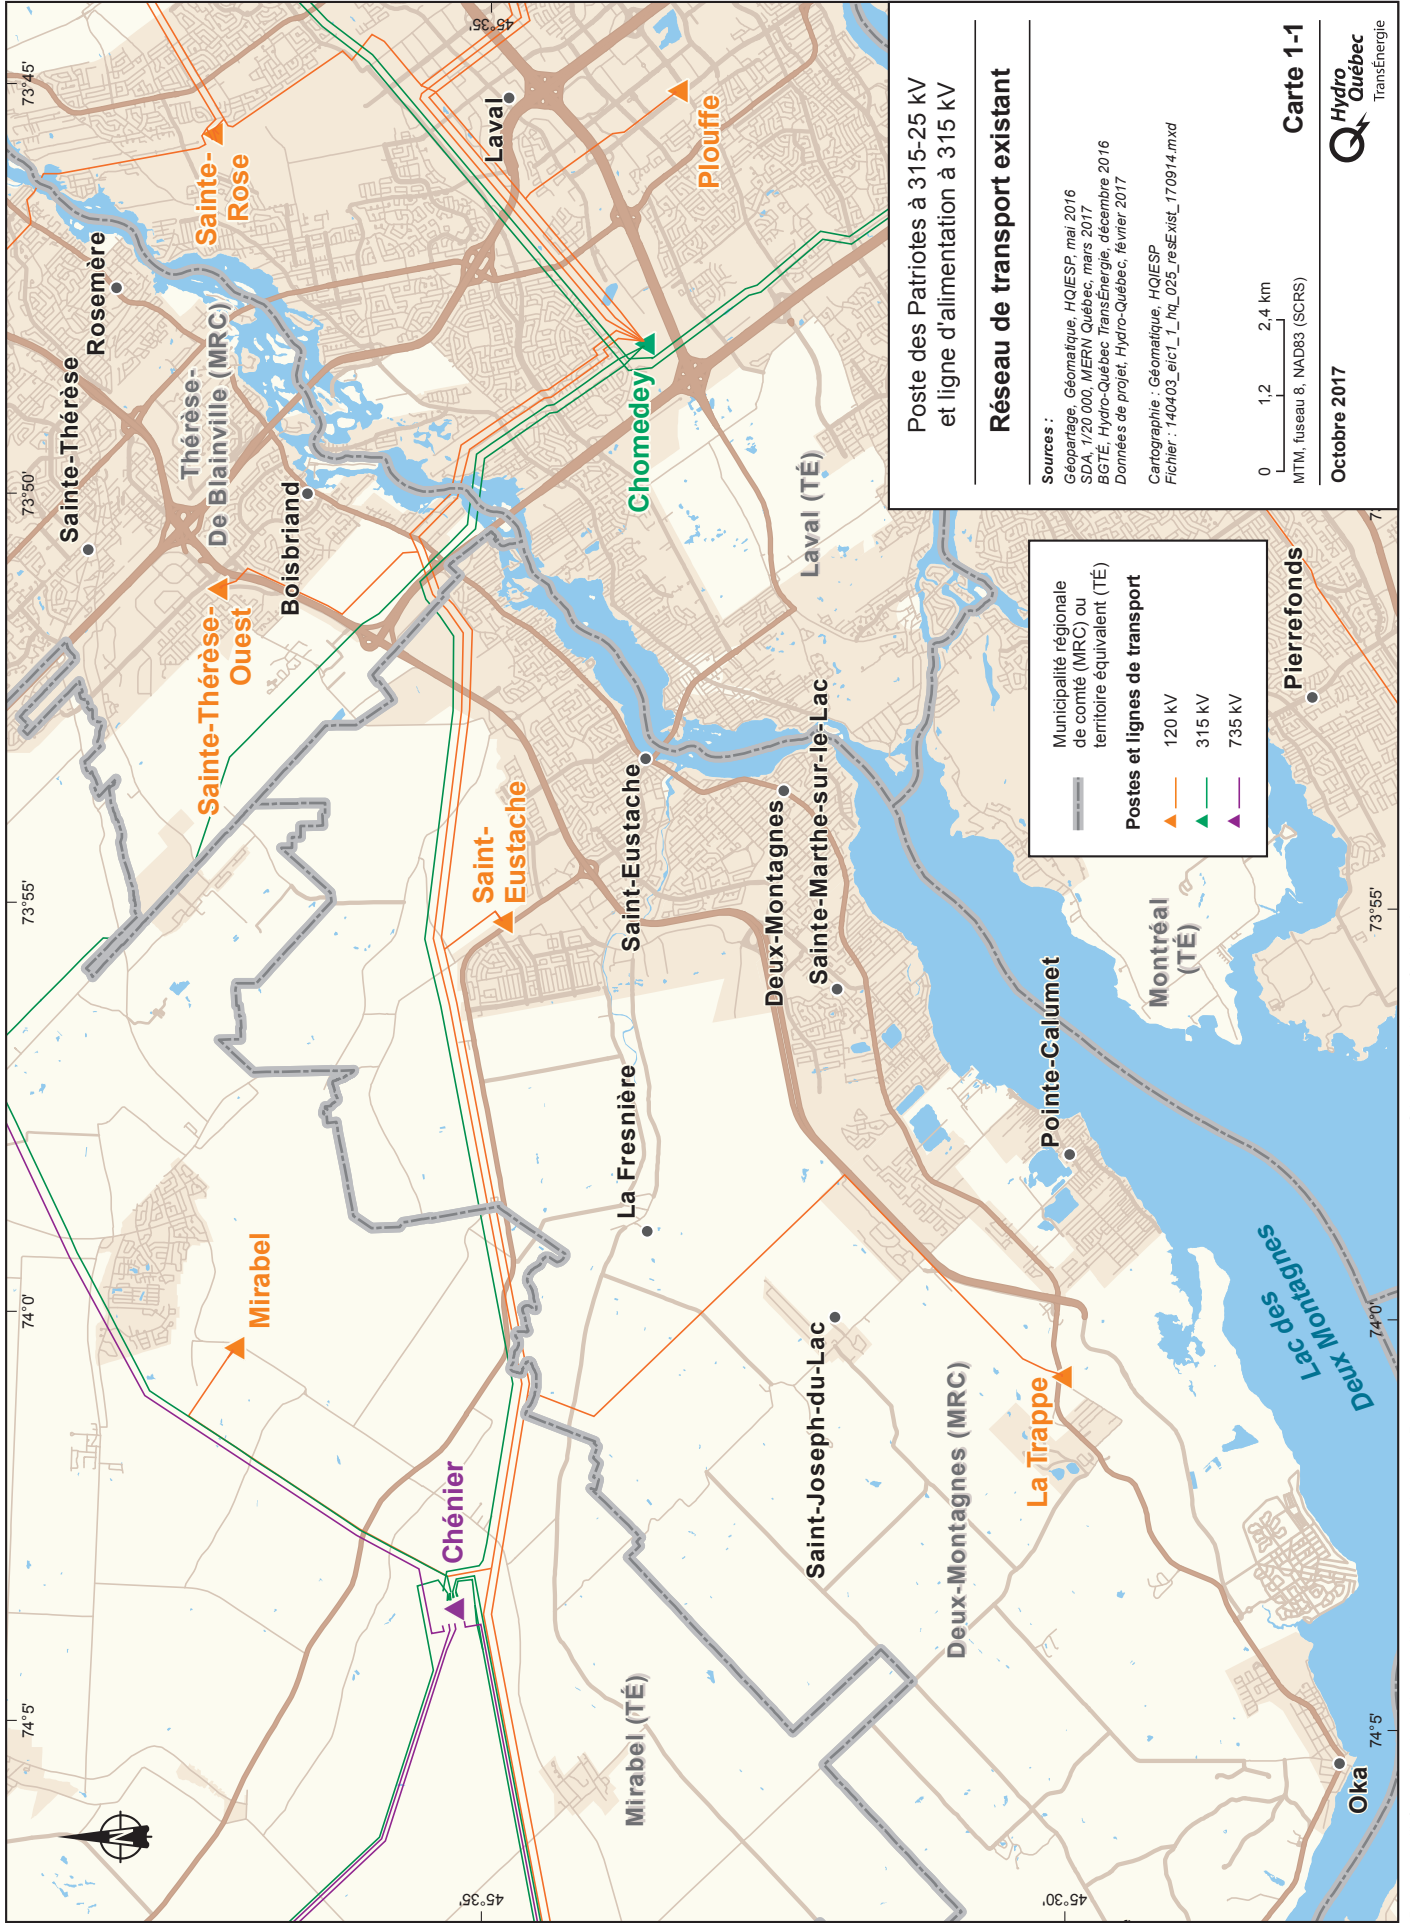 73°45'
73°50'
73°55'
74°0'
74°5'
45°35'
Sainte-
Rose
Rosemère
Sainte-Thérèse
Thérèse-
De Blainville (MRC)
Boisbriand
Sainte-Thérèse-
Ouest
Laval
Plouffe
Chomedey
Laval (TÉ)
Saint-
Eustache
Saint-Eustache
Deux-Montagnes
Sainte-Marthe-sur-le-Lac
La Fresnière
Pointe-Calumet
Montréal
(TÉ)
Pierrefonds
Mirabel
Chénier
Saint-Joseph-du-Lac
Deux-Montagnes (MRC)
La Trappe
Lac des
Deux Montagnes
Mirabel (TÉ)
Oka
N
45°35'
45°30'
73°55'
74°0'
74°5'
Municipalité régionale
de comté (MRC) ou
territoire équivalent (TÉ)
Postes et lignes de transport
120 kV
315 kV
735 kV
Poste des Patriotes à 315-25 kV
et ligne d'alimentation à 315 kV
Réseau de transport existant
Sources :
Géopartage, Géomatique, HQIESP, mai 2016
SDA, 1/20 000, MERN Québec, mars 2017
BGTÉ, Hydro-Québec TransÉnergie, décembre 2016
Données de projet, Hydro-Québec, février 2017
Cartographie : Géomatique, HQIESP
Fichier : 140403_eic1_1_hq_025_resExist_170914.mxd
0 1,2 2,4 km
MTM, fuseau 8, NAD83 (SCRS)
Carte 1-1
Octobre 2017
Hydro
Québec
TransÉnergie